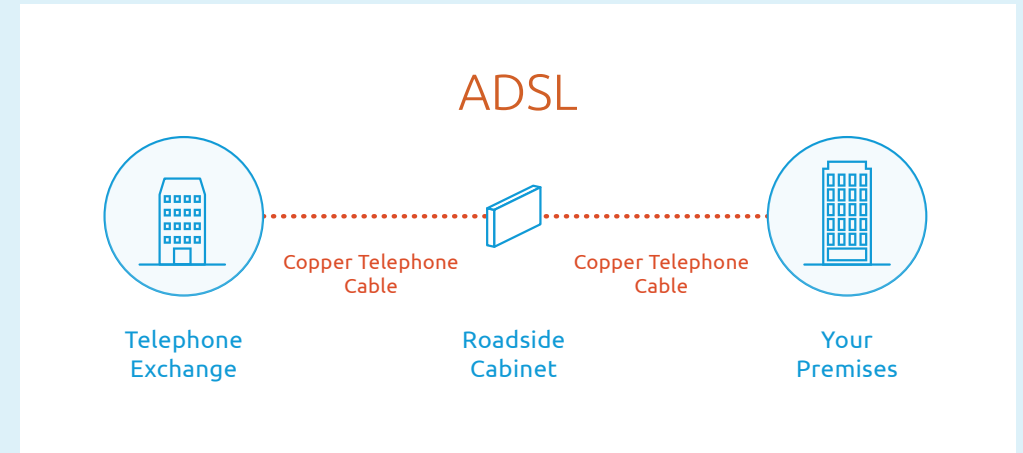 ADSL
Copper Telephone
Cable
Copper Telephone
Cable
Telephone
Exchange
Roadside
Cabinet
Your
Premises